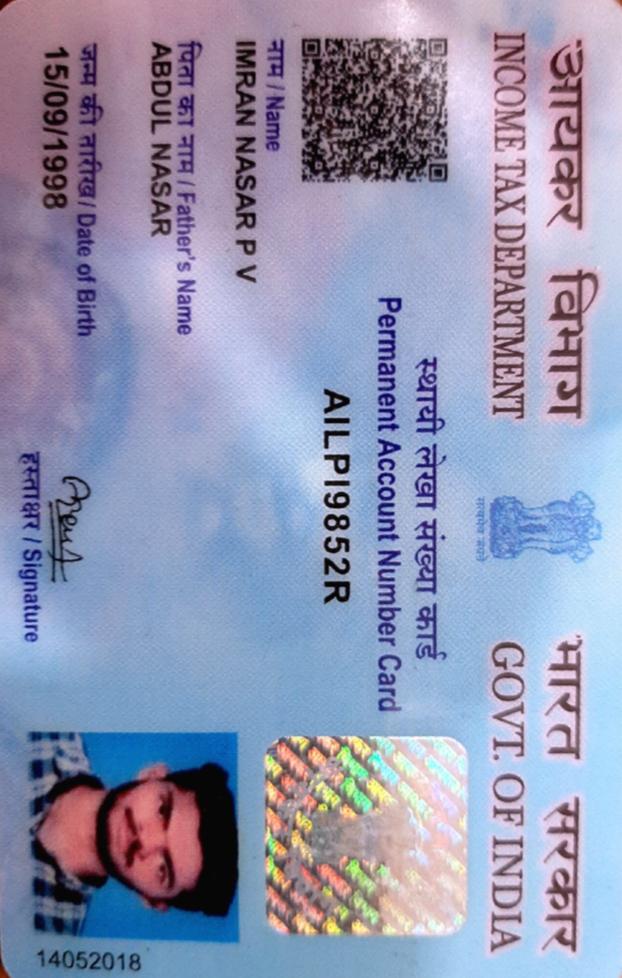 आयकर विभाग
INCOME TAX DEPARTMENT
सत्यमेव जयते
भारत सरकार
GOVT. OF INDIA
स्थायी लेखा संख्या कार्ड
Permanent Account Number Card
AILPI9852R
नाम / Name
IMRAN NASAR P V
पिता का नाम / Father's Name
ABDUL NASAR
जन्म की तारीख / Date of Birth
15/09/1998
हस्ताक्षर / Signature
14052018